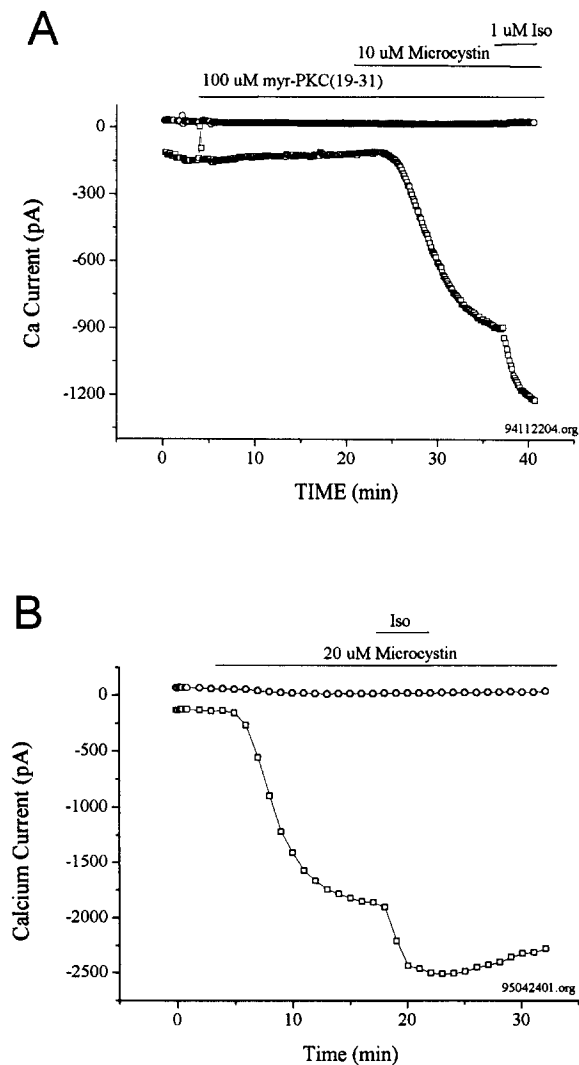 A
1 uM Iso
10 uM Microcystin
100 uM myr-PKC(19-31)
0
-300
-600
-900
-1200
Ca Current (pA)
94112204.org
0 10 20 30 40
TIME (min)
B
Iso
20 uM Microcystin
0
-500
-1000
-1500
-2000
-2500
Calcium Current (pA)
95042401.org
0 10 20 30
Time (min)